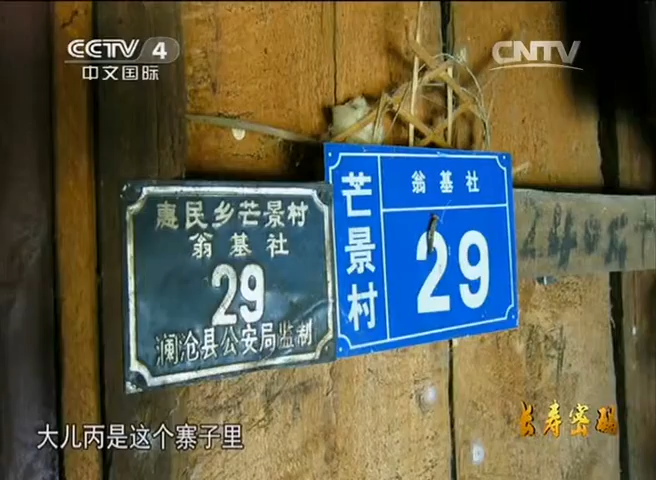 CCTV 4
中文国际
CNTV
惠民乡芒景村
翁基社
29
澜沧县公安局监制
芒景村
翁基社
29
大儿丙是这个寨子里
长寿密码